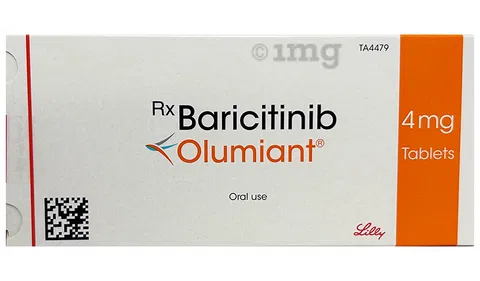 ©1mg
TA4479
Rx Baricitinib
Olumiant®
4mg
Tablets
Oral use
Lilly